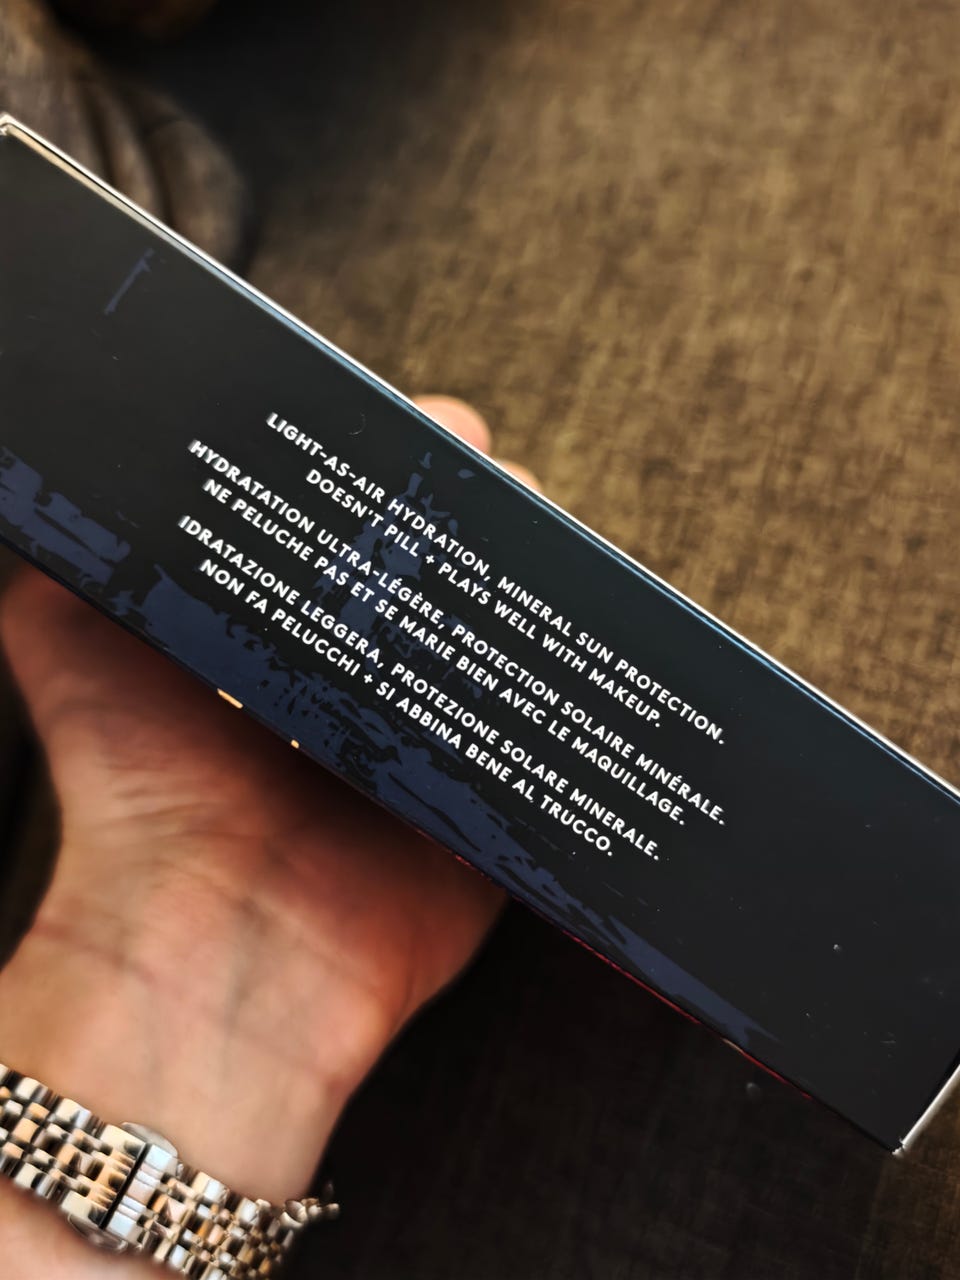 LIGHT-AS-AIR HYDRATION, MINERAL SUN PROTECTION.
DOESN'T PILL + PLAYS WELL WITH MAKEUP.
HYDRATATION ULTRA-LÉGÈRE, PROTECTION SOLAIRE MINÉRALE.
NE PELUCHE PAS ET SE MARIE BIEN AVEC LE MAQUILLAGE.
IDRATAZIONE LEGGERA, PROTEZIONE SOLARE MINERALE.
NON FA PELUCCHI + SI ABBINA BENE AL TRUCCO.